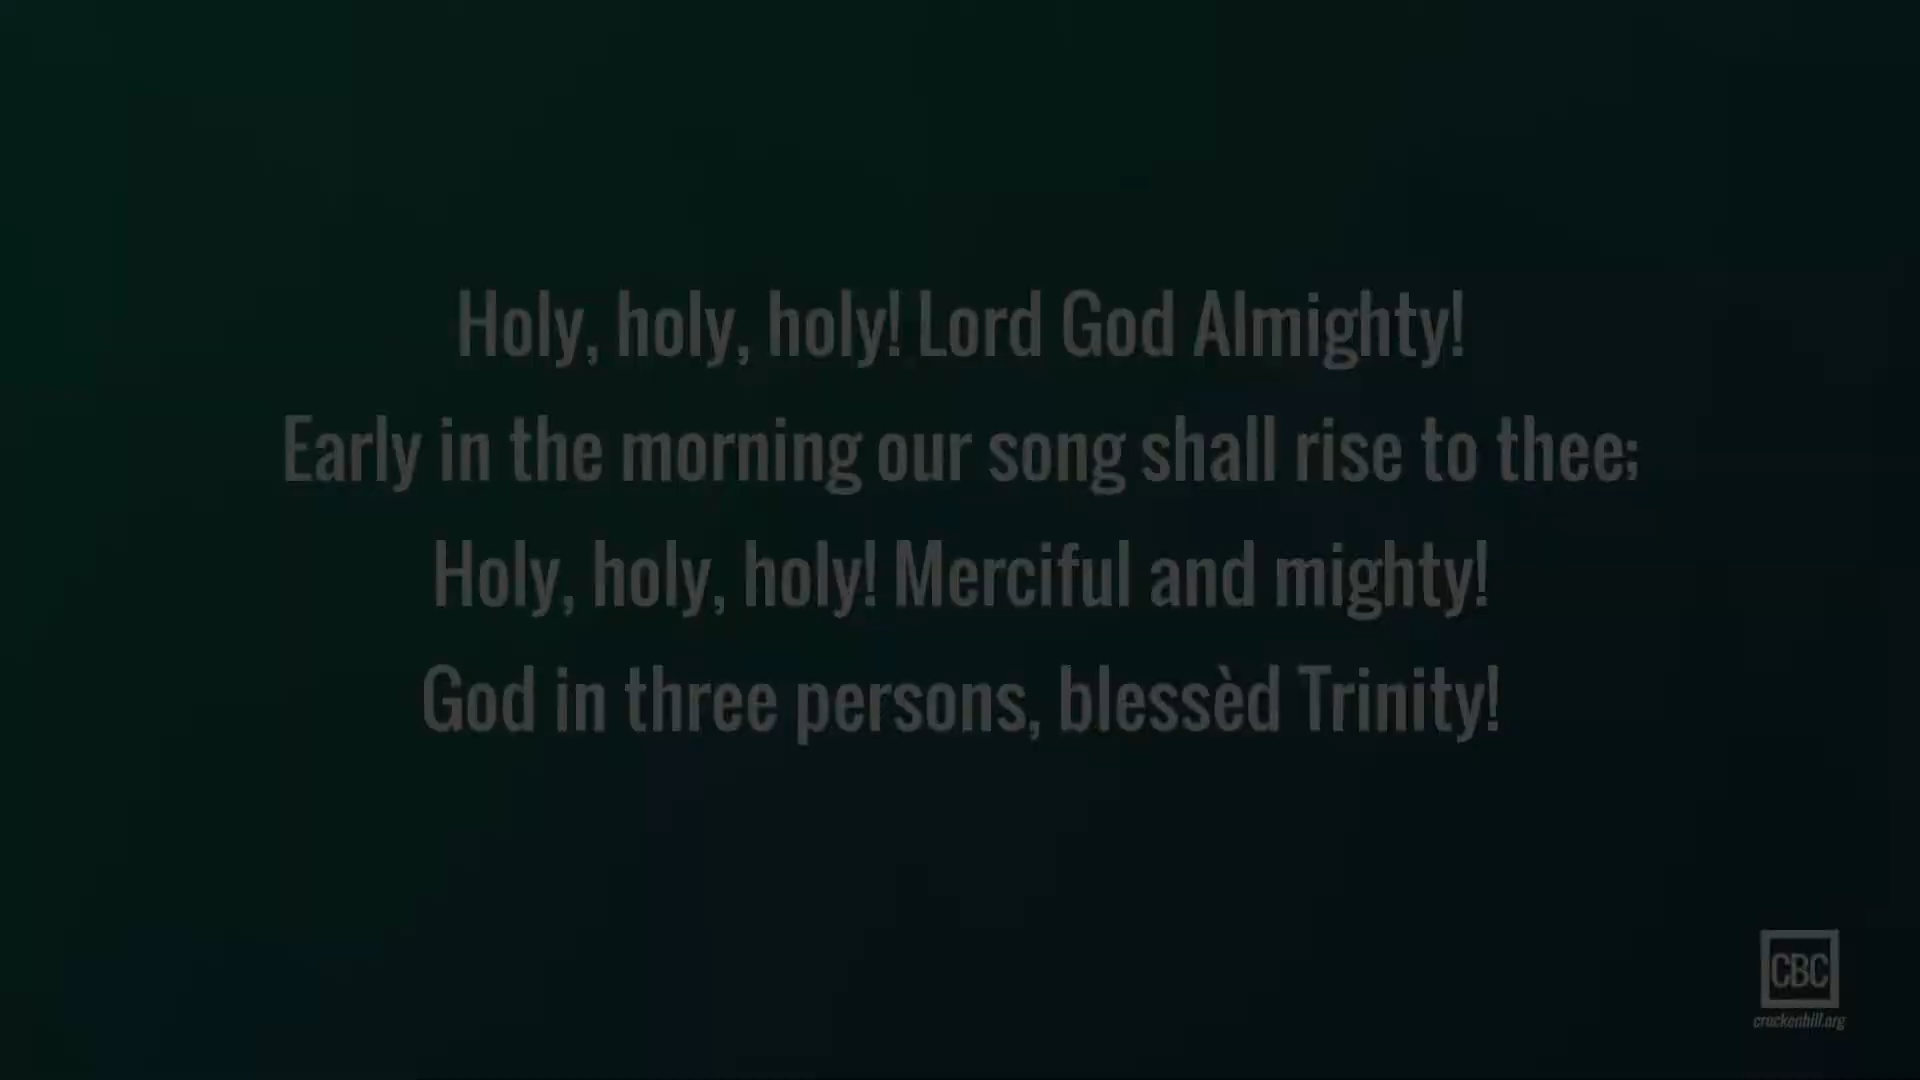 Holy, holy, holy! Lord God Almighty!
Early in the morning our song shall rise to thee;
Holy, holy, holy! Merciful and mighty!
God in three persons, blessèd Trinity!
CBC
crockenhill.org